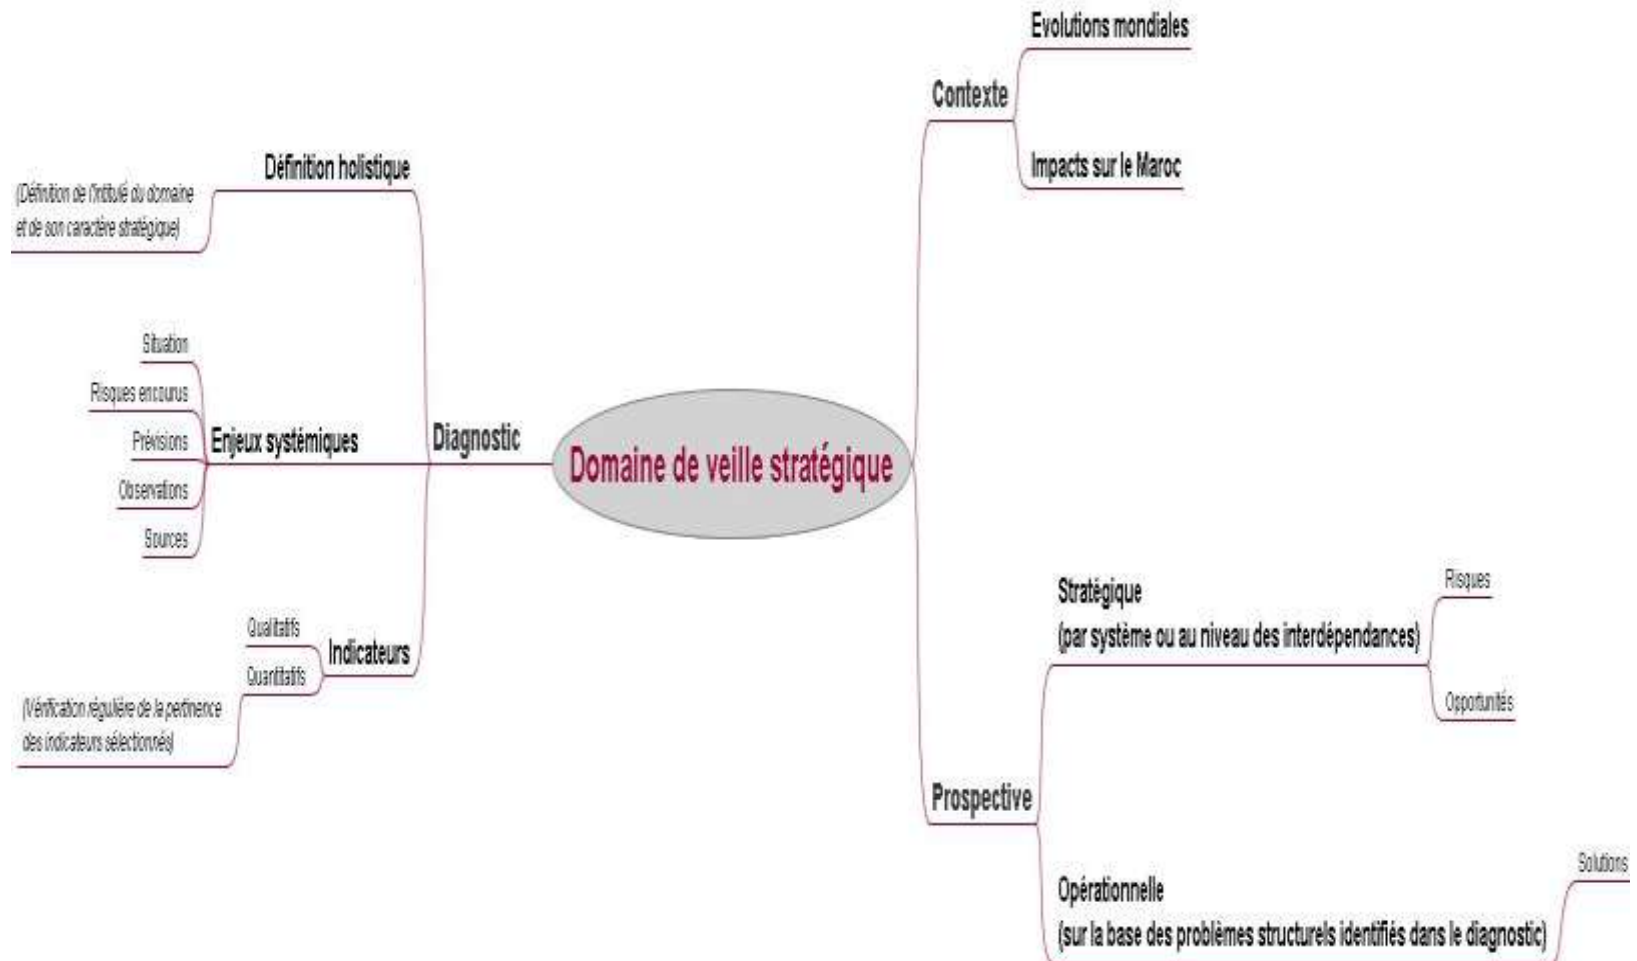 Evolutions mondiales
Contexte
Impacts sur le Maroc
Définition holistique
(Définition de l'intitulé du domaine
et de son caractère stratégique)
Situation
Risques encourus
Prévisions
Observations
Sources
Enjeux systémiques
Diagnostic
Domaine de veille stratégique
Qualitatifs
Quantitatifs
Indicateurs
(Vérification régulière de la pertinence
des indicateurs sélectionnés)
Stratégique
(par système ou au niveau des interdépendances)
Risques
Opportunités
Prospective
Opérationnelle
(sur la base des problèmes structurels identifiés dans le diagnostic)
Solutions